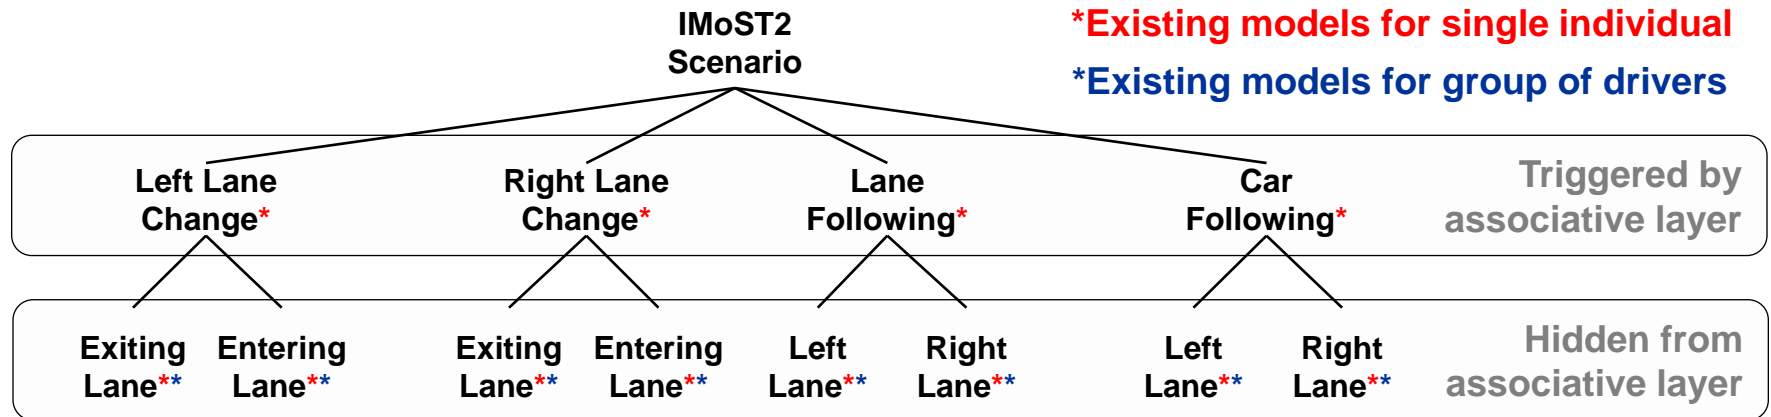 IMoST2
Scenario
*Existing models for single individual
*Existing models for group of drivers
Left Lane
Change*
Right Lane
Change*
Lane
Following*
Car
Following*
Triggered by
associative layer
Exiting
Lane**
Entering
Lane**
Exiting
Lane**
Entering
Lane**
Left
Lane**
Right
Lane**
Left
Lane**
Right
Lane**
Hidden from
associative layer